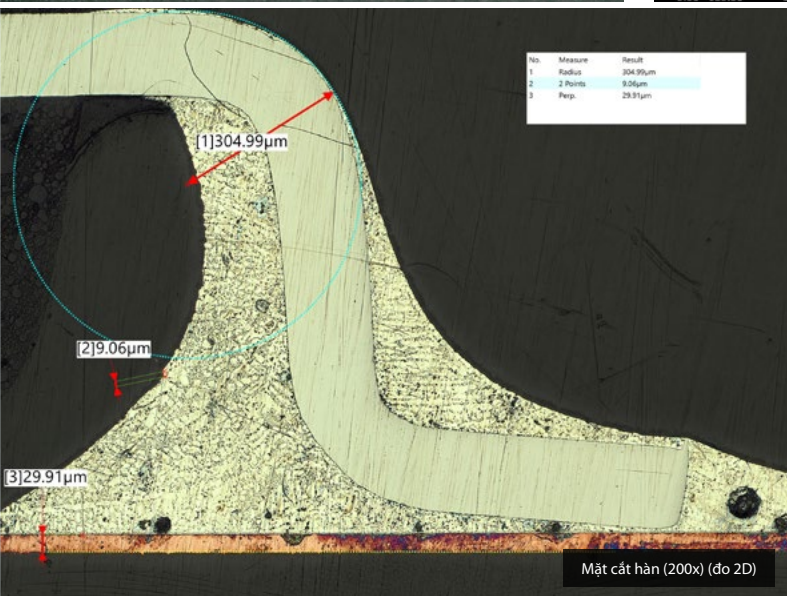 No. Measure Result
1 Radius 304.99μm
2 2 Points 9.06μm
3 Perp. 29.91μm
[1]304.99μm
[2]9.06μm
[3]29.91μm
Mặt cắt hàn (200x) (đo 2D)